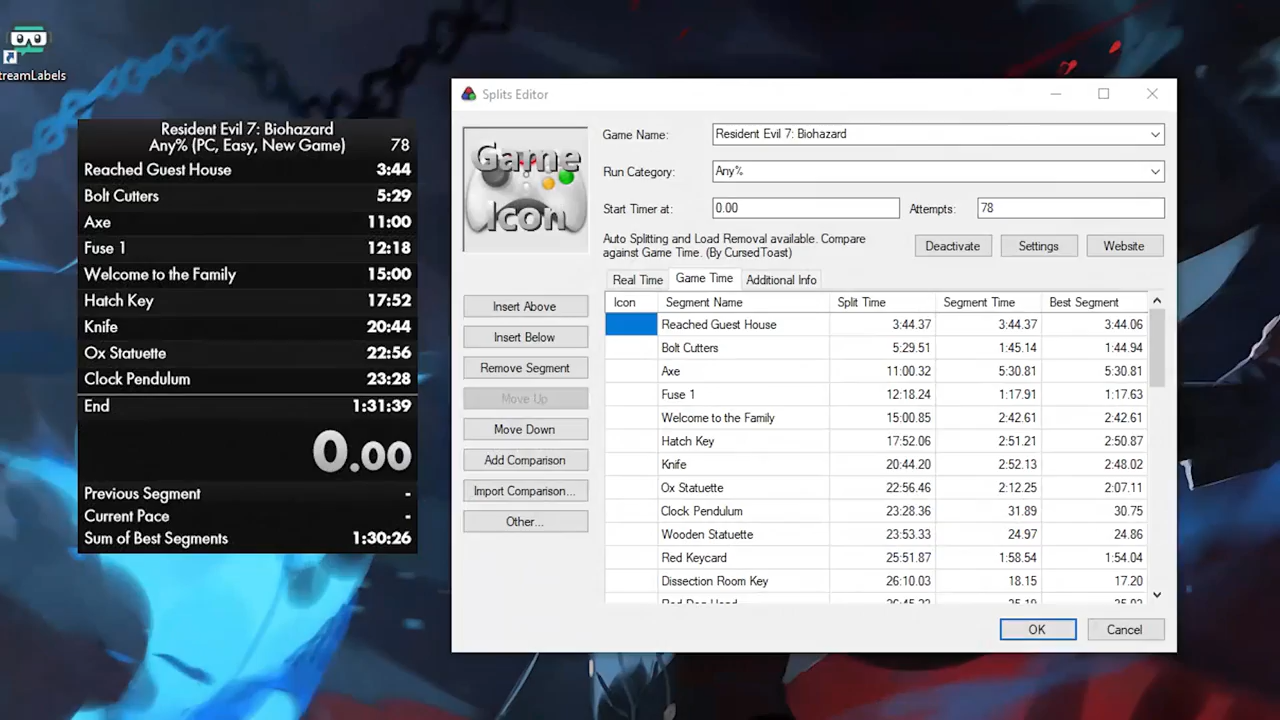 treamLabels
Resident Evil 7: Biohazard
Any% (PC, Easy, New Game) 78
Reached Guest House 3:44
Bolt Cutters 5:29
Axe 11:00
Fuse 1 12:18
Welcome to the Family 15:00
Hatch Key 17:52
Knife 20:44
Ox Statuette 22:56
Clock Pendulum 23:28
End 1:31:39
0.00
Previous Segment -
Current Pace -
Sum of Best Segments 1:30:26
Splits Editor
Game Icon
Game Name: Resident Evil 7: Biohazard
Run Category: Any%
Start Timer at: 0.00 Attempts: 78
Auto Splitting and Load Removal available. Compare
against Game Time. (By CursedToast)
Deactivate Settings Website
Real Time Game Time Additional Info
Insert Above
Insert Below
Remove Segment
Move Up
Move Down
Add Comparison
Import Comparison...
Other...
Icon Segment Name Split Time Segment Time Best Segment
Reached Guest House 3:44.37 3:44.37 3:44.06
Bolt Cutters 5:29.51 1:45.14 1:44.94
Axe 11:00.32 5:30.81 5:30.81
Fuse 1 12:18.24 1:17.91 1:17.63
Welcome to the Family 15:00.85 2:42.61 2:42.61
Hatch Key 17:52.06 2:51.21 2:50.87
Knife 20:44.20 2:52.13 2:48.02
Ox Statuette 22:56.46 2:12.25 2:07.11
Clock Pendulum 23:28.36 31.89 30.75
Wooden Statuette 23:53.33 24.97 24.86
Red Keycard 25:51.87 1:58.54 1:54.04
Dissection Room Key 26:10.03 18.15 17.20
OK Cancel